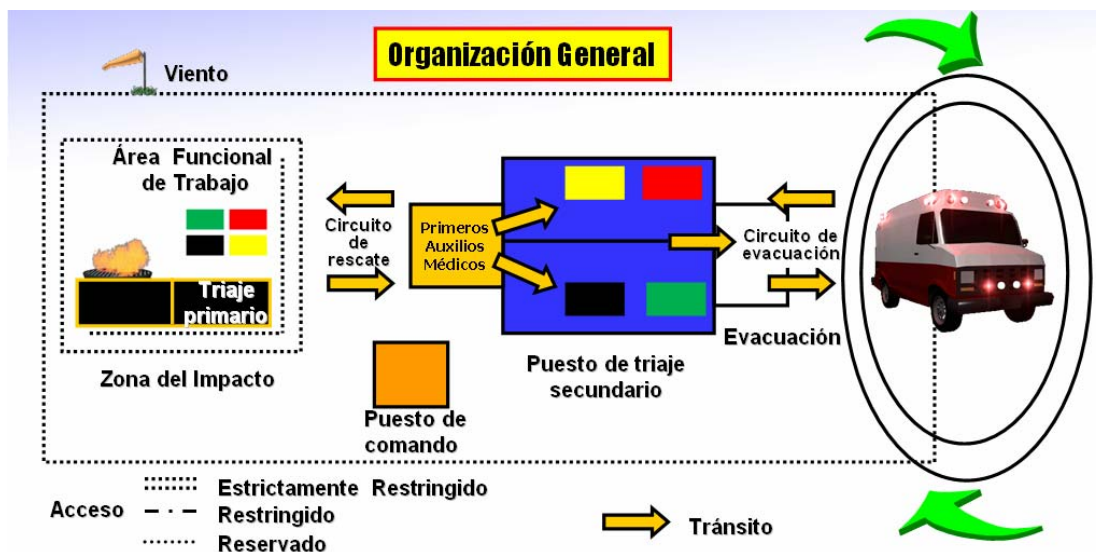 Organización General
Viento
Área Funcional
de Trabajo
Triaje
primario
Zona del Impacto
Circuito
de
rescate
Primeros
Auxilios
Médicos
Circuito de
evacuación
Evacuación
Puesto de triaje
secundario
Puesto de
comando
Acceso
Estrictamente Restringido
Restringido
Reservado
Tránsito